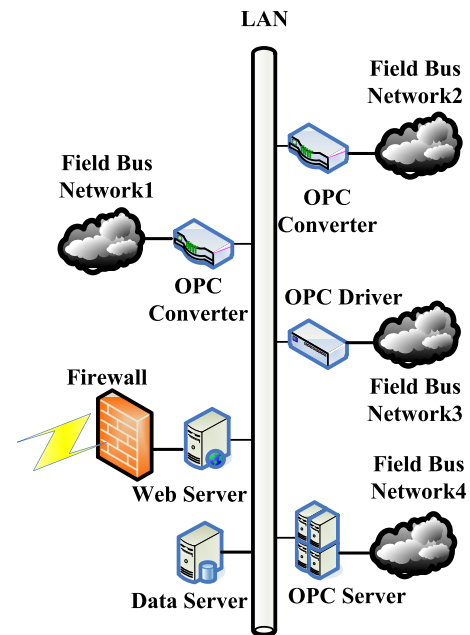 LAN
Field Bus
Network2
OPC
Converter
Field Bus
Network1
OPC
Converter
OPC Driver
Field Bus
Network3
Firewall
Web Server
Field Bus
Network4
Data Server
OPC Server